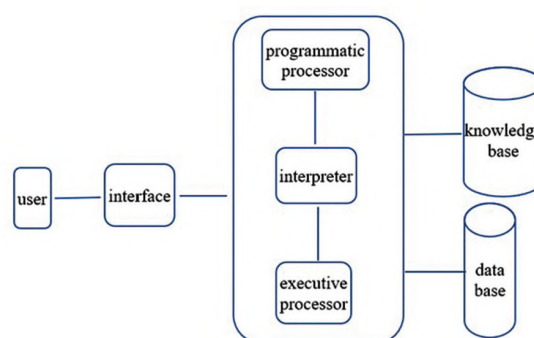 programmatic
processor
user
interface
interpreter
executive
processor
knowledg
base
data
base